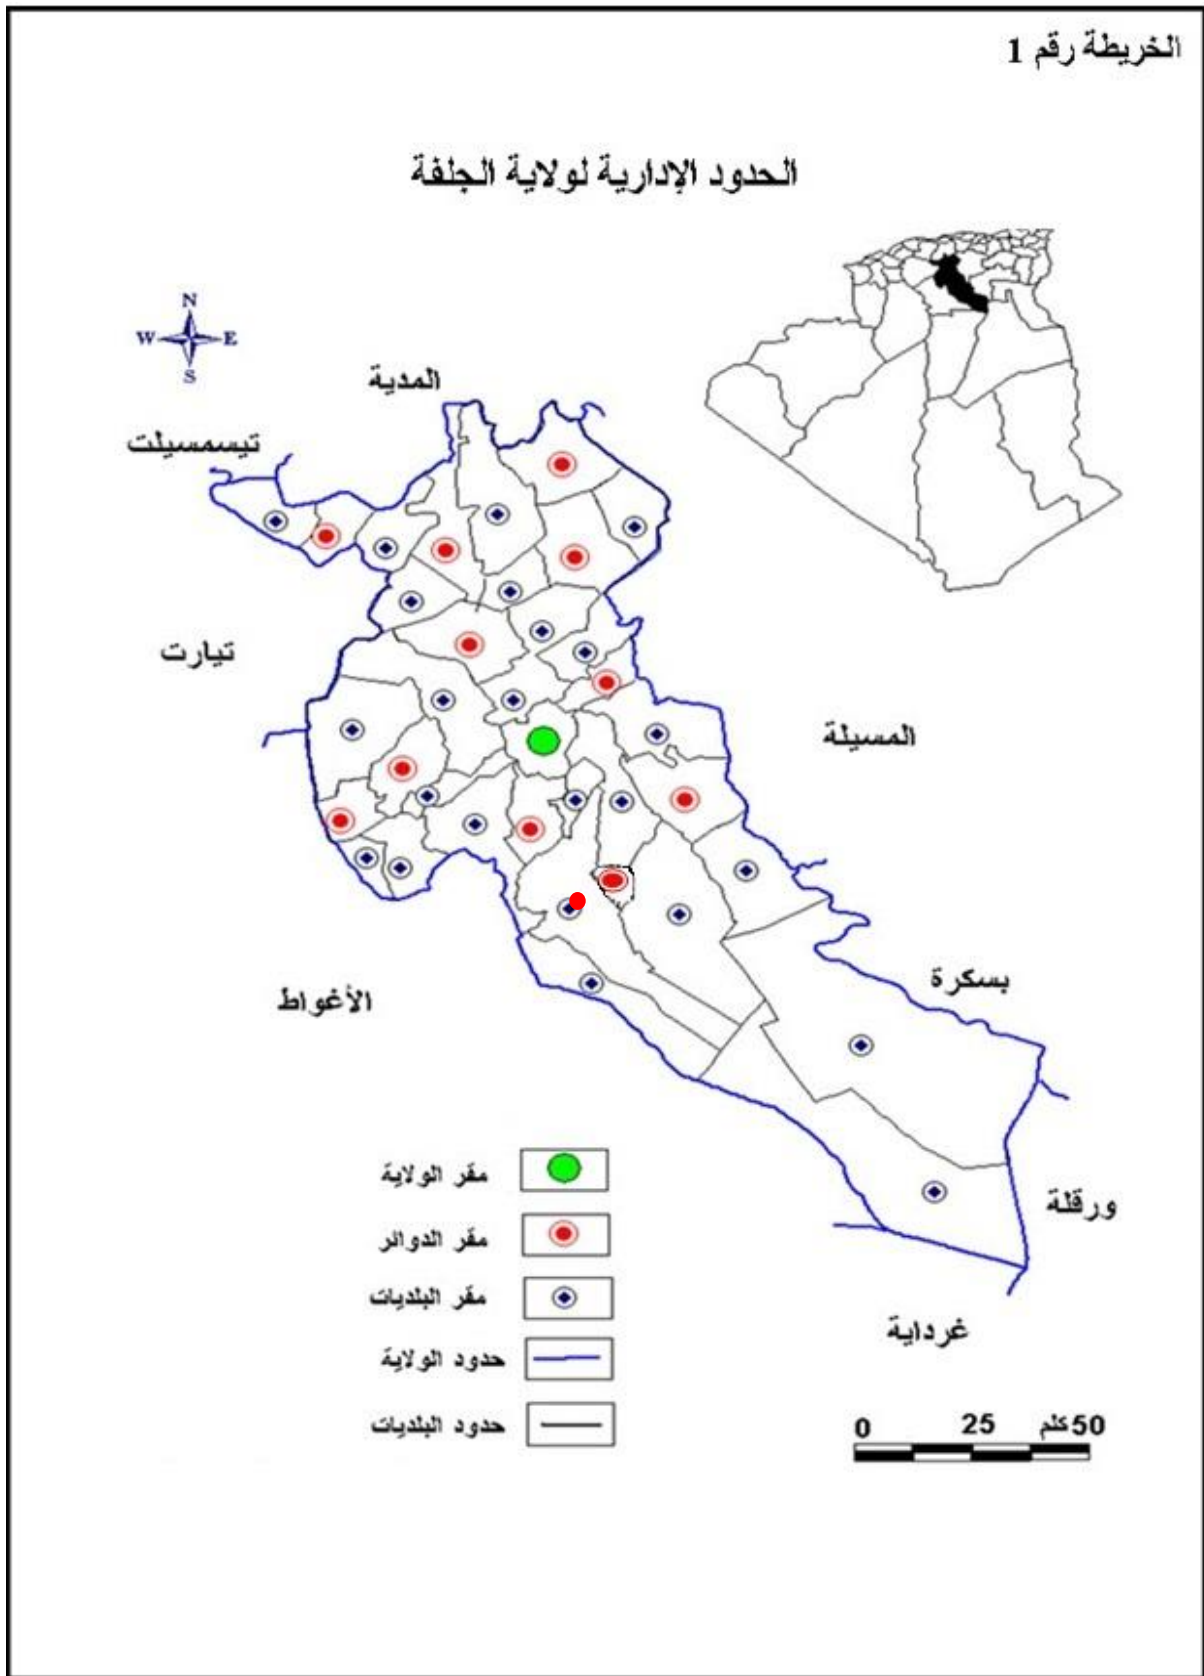 الخريطة رقم 1
الحدود الإدارية لولاية الجلفة
N
W E
S
المدية
تيسمسيلت
تيارت
المسيلة
الأغواط
بسكرة
ورقلة
غرداية
مقر الولاية
مقر الدوائر
مقر البلديات
حدود الولاية
حدود البلديات
0 25 50كلم